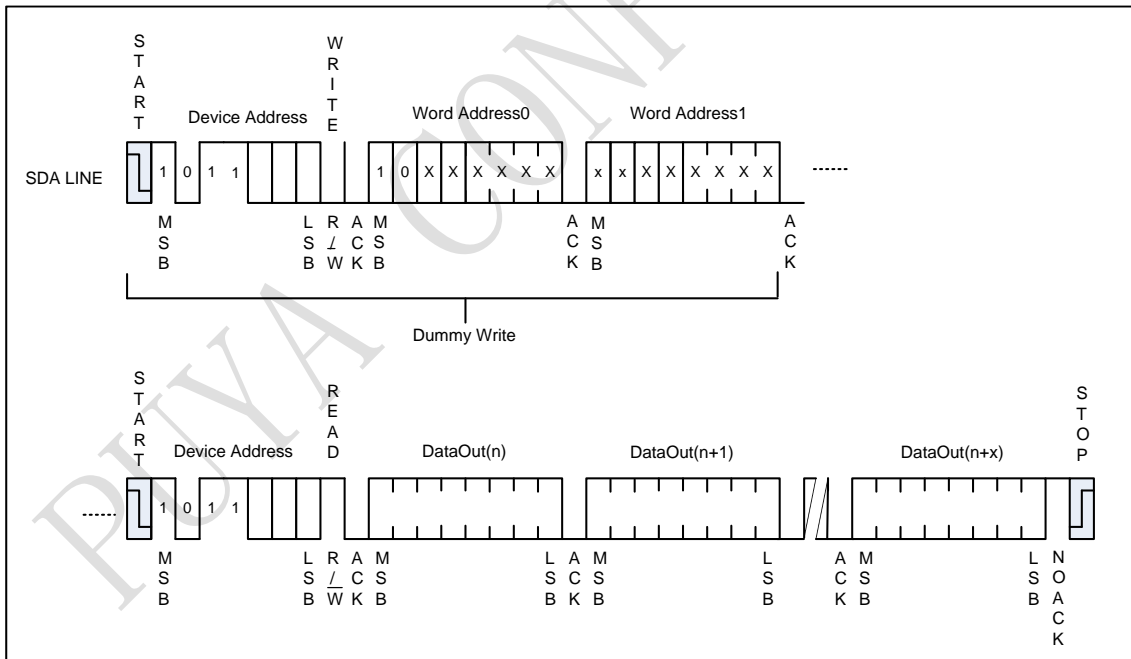 PUYA CONF
START
WRITE
Device Address
Word Address0
Word Address1
SDA LINE
1 0 1 1
1 0 X X X X X X
x x X X X X X X
MSB
LSB
R/W
ACK
MSB
ACK
MSB
ACK
Dummy Write
START
READ
STOP
Device Address
DataOut(n)
DataOut(n+1)
DataOut(n+x)
1 0 1 1
MSB
LSB
R/W
ACK
MSB
LSB
ACK
MSB
LSB
ACK
MSB
LSB
NOACK